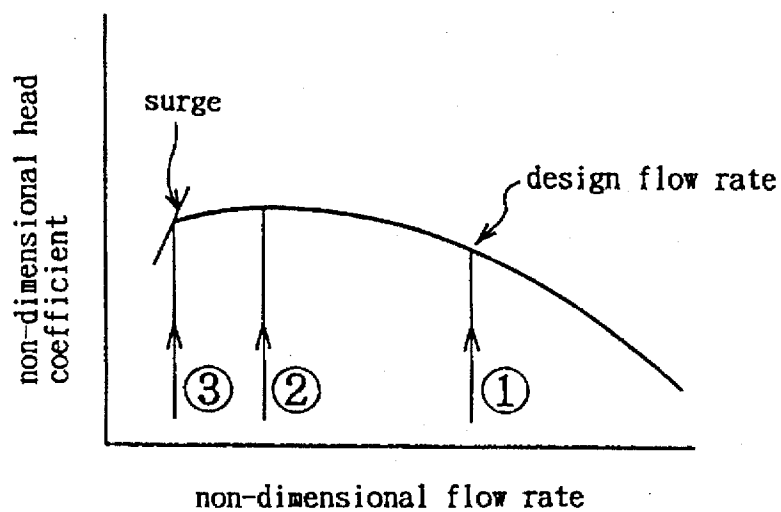 surge
design flow rate
non-dimensional head
coefficient
③
②
①
non-dimensional flow rate